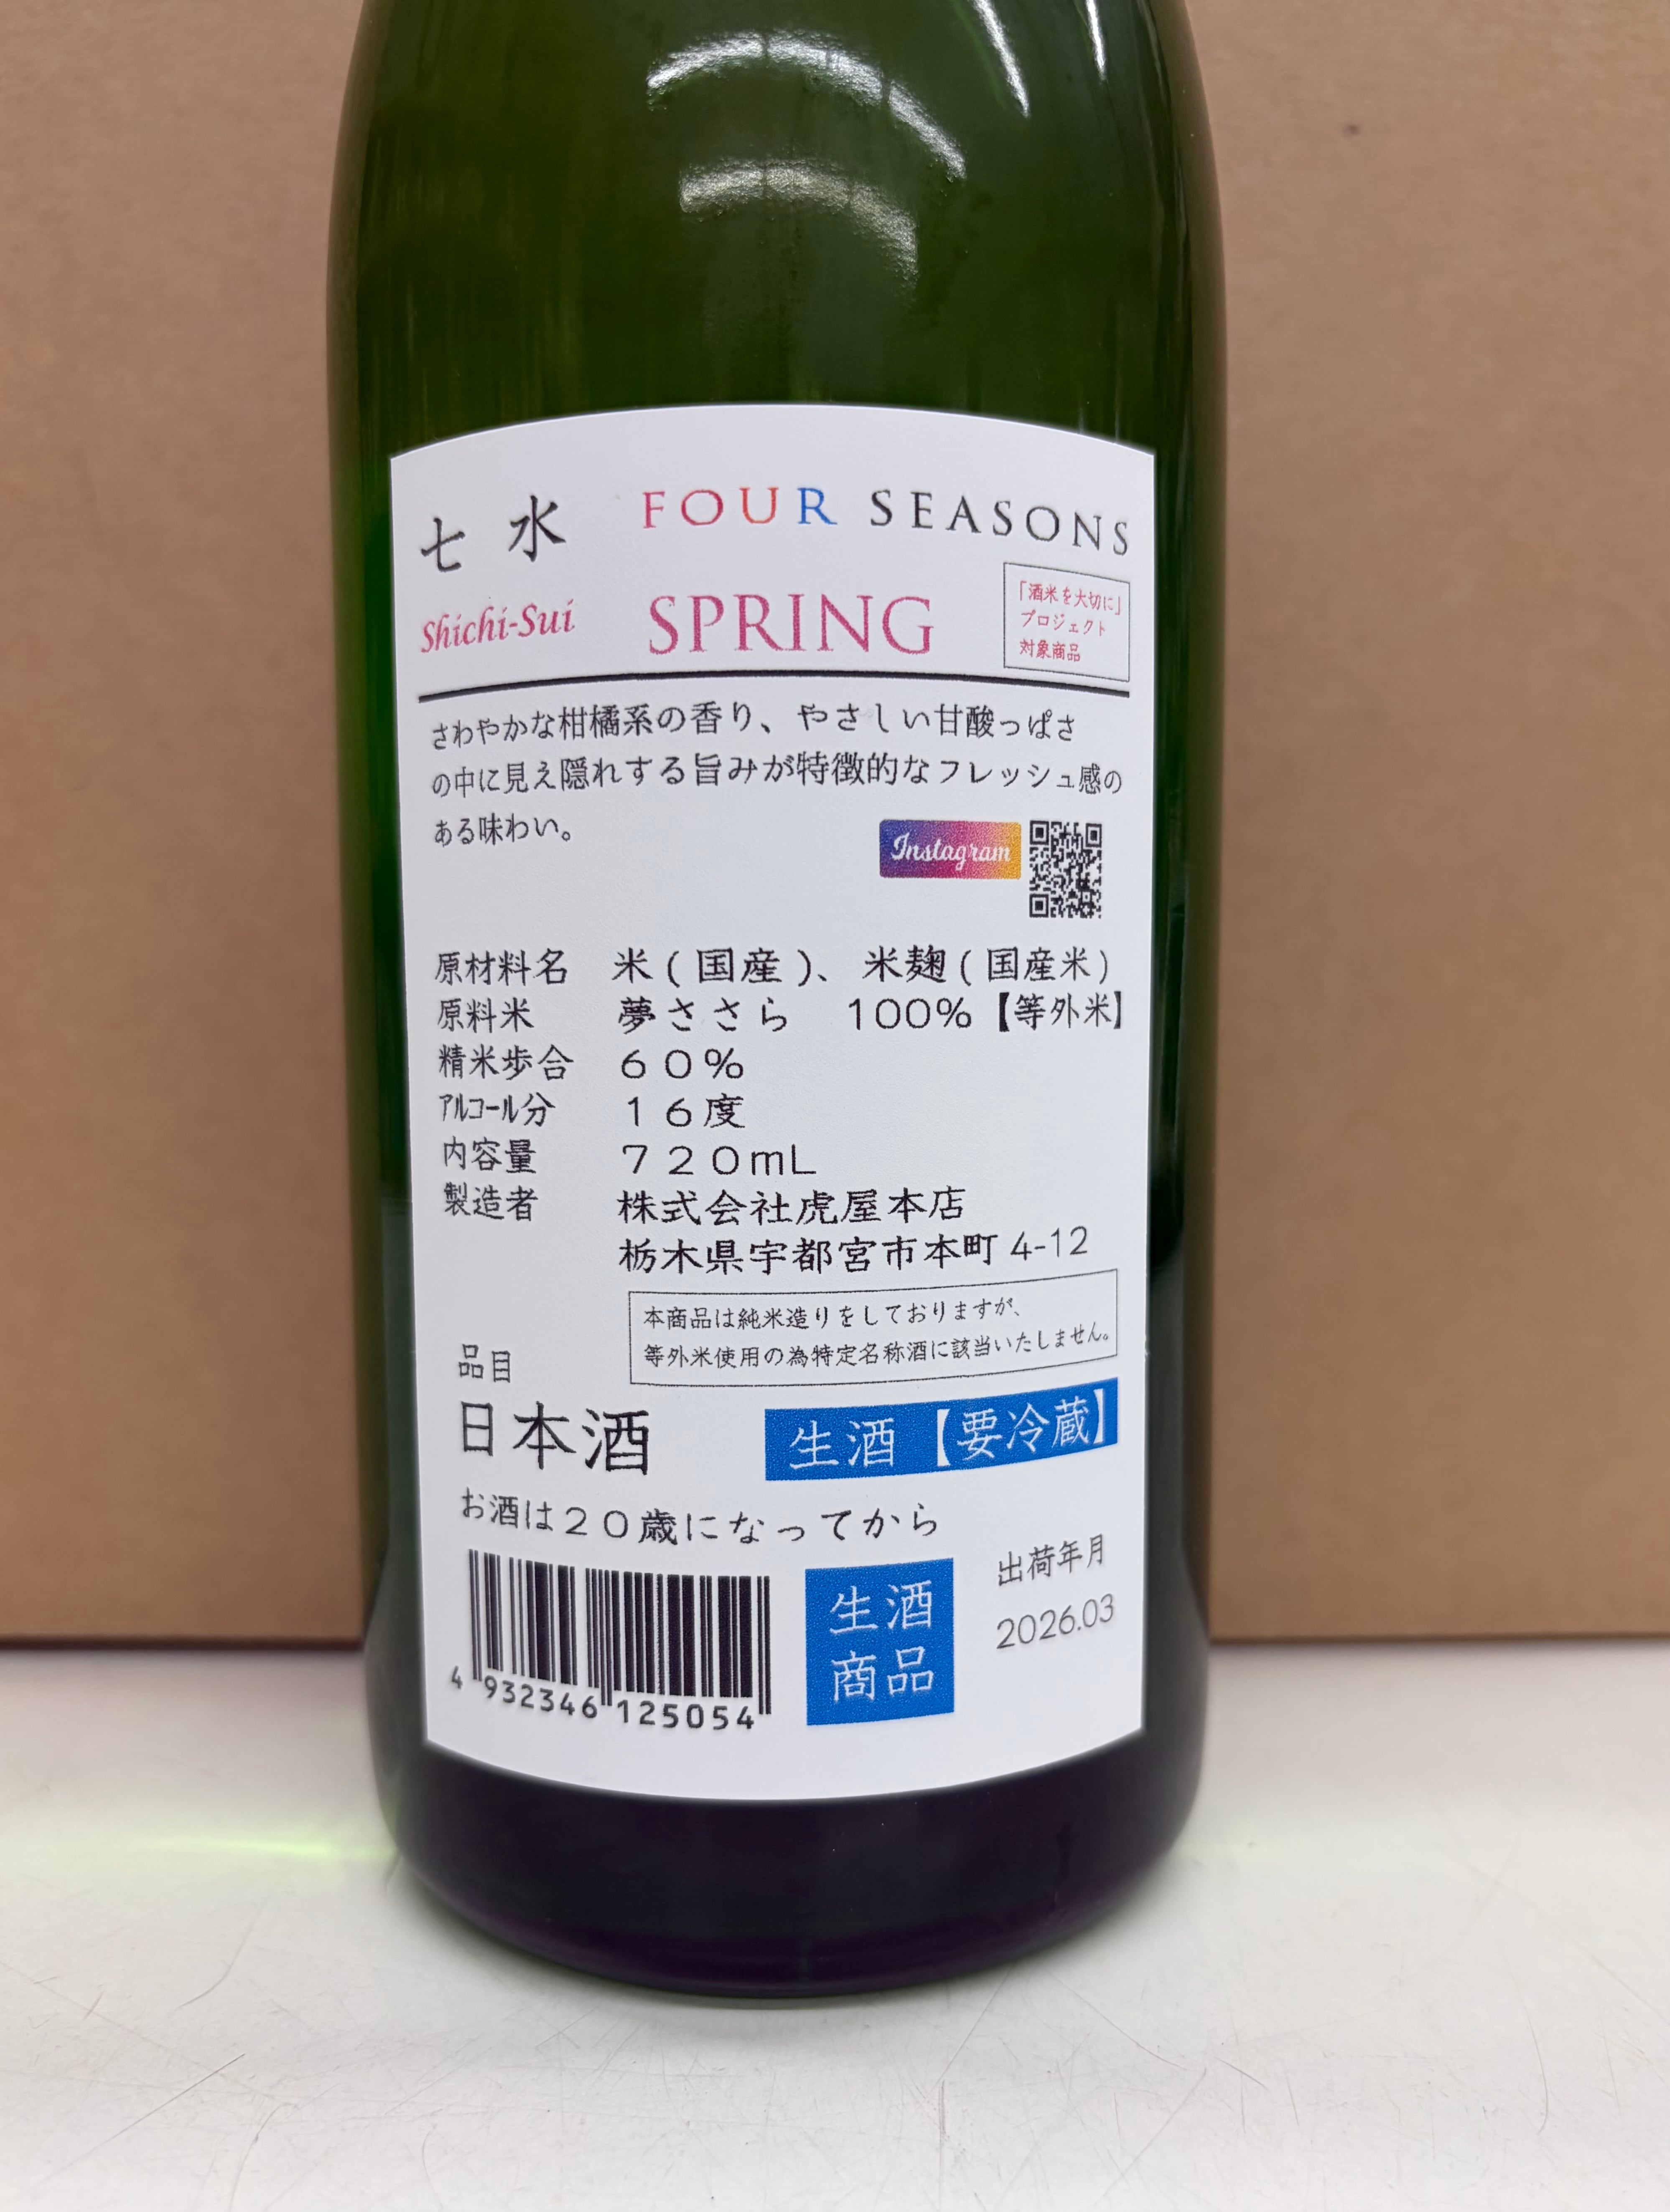 七水 FOUR SEASONS
Shichi-Sui SPRING
「酒米を大切に」
プロジェクト
対象商品
さわやかな柑橘系の香り、やさしい甘酸っぱさ
の中に見え隠れする旨みが特徴的なフレッシュ感の
ある味わい。
Instagram
原材料名 米(国産)、米麹(国産米)
原料米 夢ささら 100%【等外米】
精米歩合 60%
アルコール分 16度
内容量 720mL
製造者 株式会社虎屋本店
栃木県宇都宮市本町4-12
本商品は純米造りをしておりますが、
等外米使用の為特定名称酒に該当いたしません。
品目
日本酒
生酒【要冷蔵】
お酒は20歳になってから
4 932346 125054
生酒
商品
出荷年月
2026.03